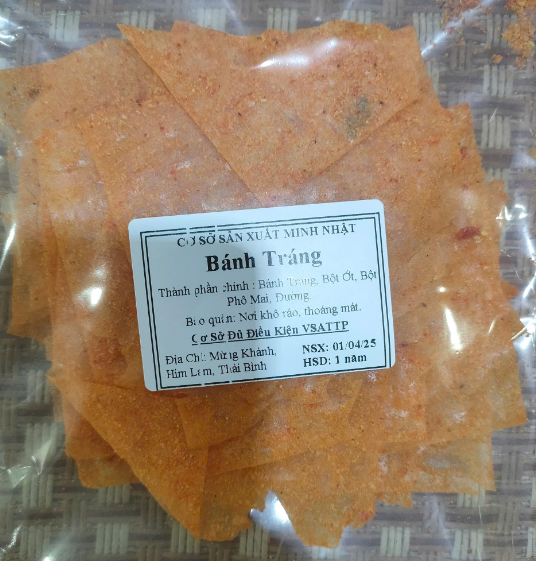 CƠ SỞ SẢN XUẤT MINH NHẬT
Bánh Tráng
Thành phần chính : Bánh Tráng, Bột Ớt, Bột
Phô Mai, Đường
Bảo quản: Nơi khô ráo, thoáng mát.
Cơ Sở Đủ Điều Kiện VSATTP
Địa Chỉ: Mừng Khánh,
Him Lam, Thái Bình
NSX: 01/04/25
HSD: 1 năm